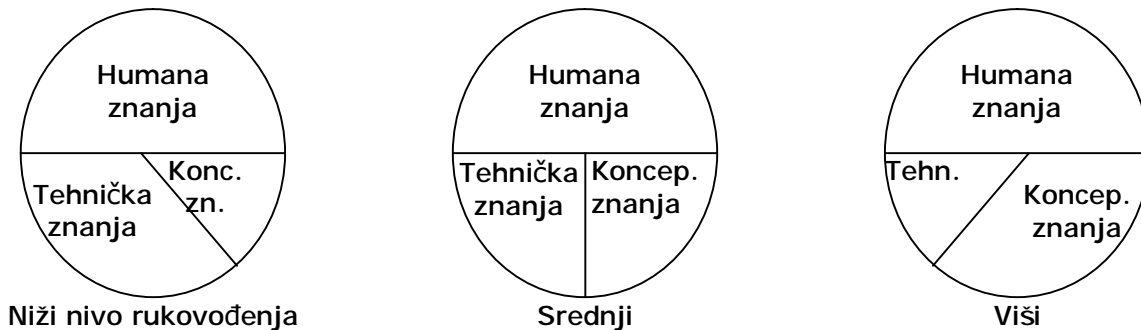 Humana
znanja
Konc.
zn.
Tehnička
znanja
Niži nivo rukovođenja
Humana
znanja
Tehnička
znanja
Koncep.
znanja
Srednji
Humana
znanja
Tehn.
Koncep.
znanja
Viši